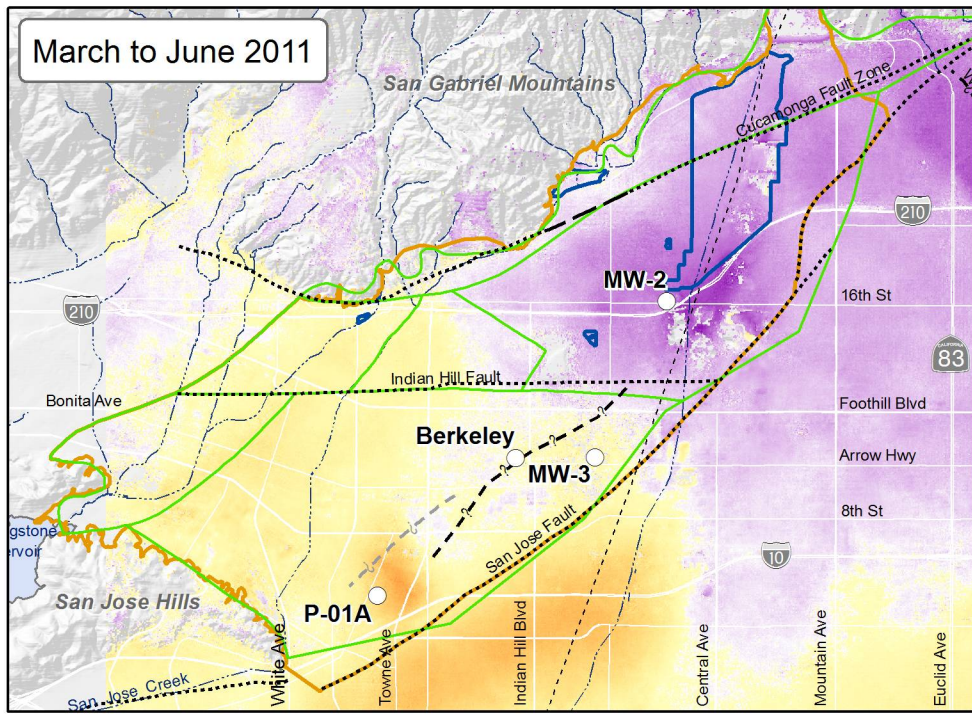 March to June 2011
San Gabriel Mountains
Cucamonga Fault Zone
210
MW-2
16th St
210
CALIFORNIA
83
Indian Hill Fault
Bonita Ave
Foothill Blvd
Berkeley
MW-3
Arrow Hwy
8th St
San Jose Fault
10
San Jose Hills
P-01A
White Ave
Towne Ave
Indian Hill Blvd
Central Ave
Mountain Ave
Euclid Ave
San Jose Creek